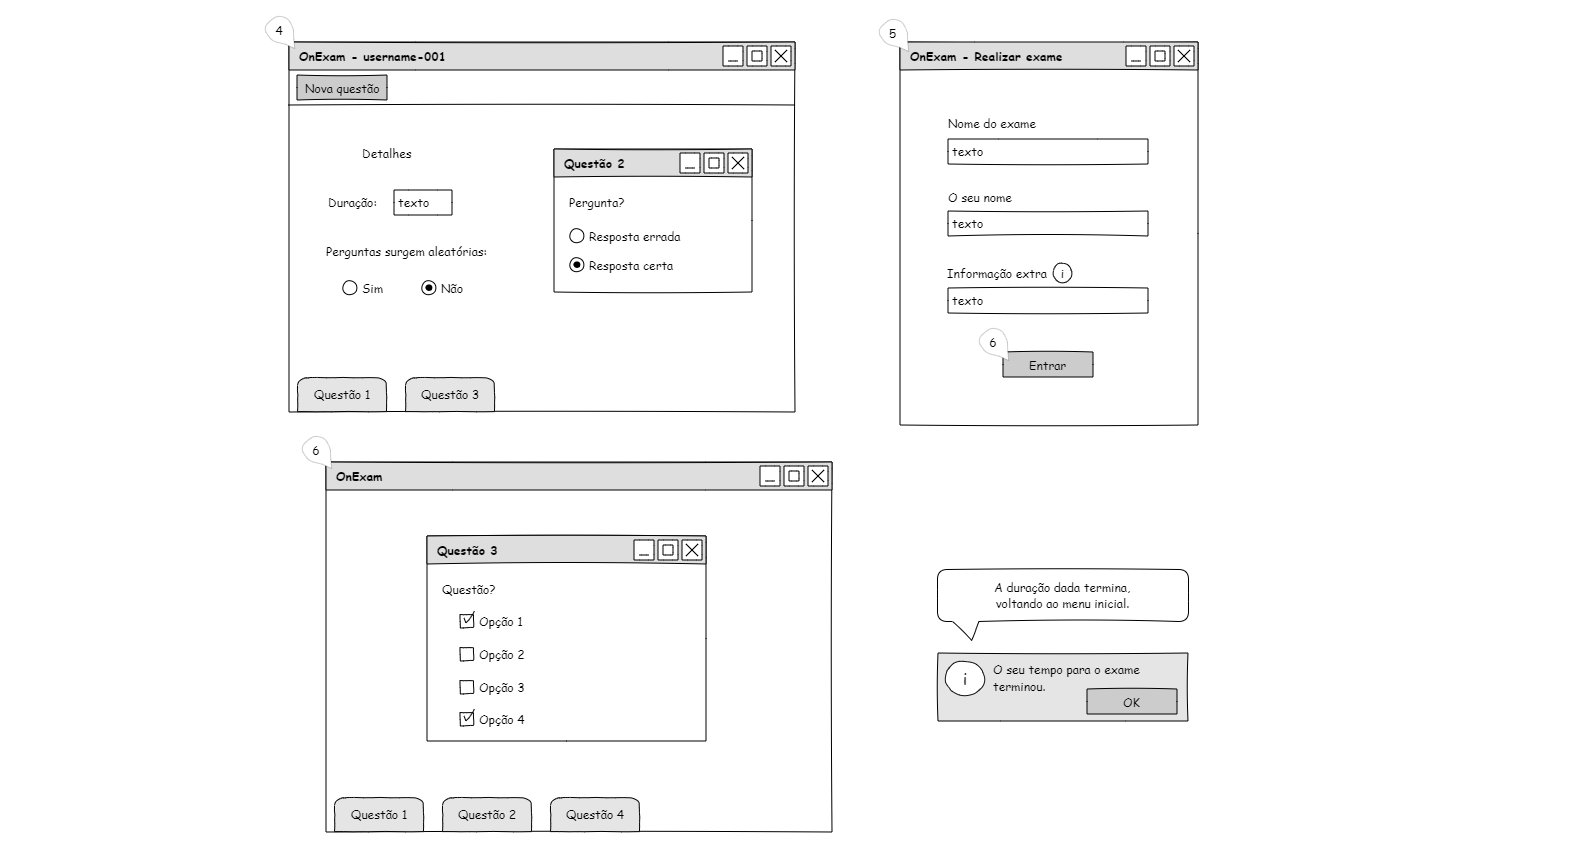 4
OnExam - username-001
Nova questão
Detalhes
Duração: texto
Perguntas surgem aleatórias:
Sim Não
Questão 2
Pergunta?
Resposta errada
Resposta certa
Questão 1 Questão 3
5
OnExam - Realizar exame
Nome do exame
texto
O seu nome
texto
Informação extra i
texto
6
Entrar
6
OnExam
Questão 3
Questão?
Opção 1
Opção 2
Opção 3
Opção 4
Questão 1 Questão 2 Questão 4
A duração dada termina,
voltando ao menu inicial.
i
O seu tempo para o exame
terminou.
OK